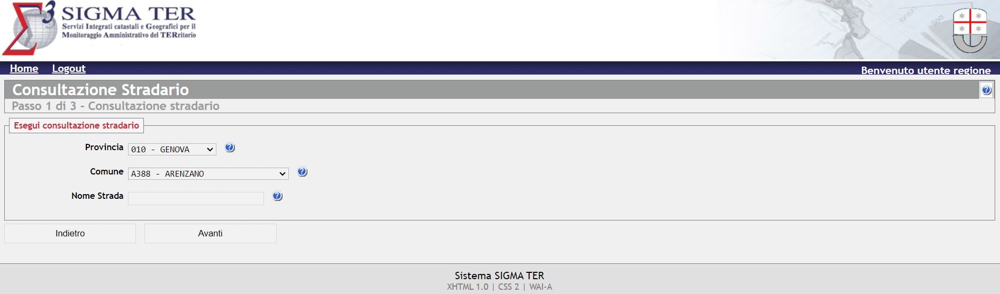 SIGMA TER
Servizi Integrati catastali e Geografici per il
Monitoraggio Amministrativo del TERritorio
Home Logout
Benvenuto utente regione
Consultazione Stradario
Passo 1 di 3 - Consultazione stradario
Esegui consultazione stradario
Provincia 010 - GENOVA
Comune A388 - ARENZANO
Nome Strada
Indietro Avanti
Sistema SIGMA TER
XHTML 1.0 | CSS 2 | WAI-A